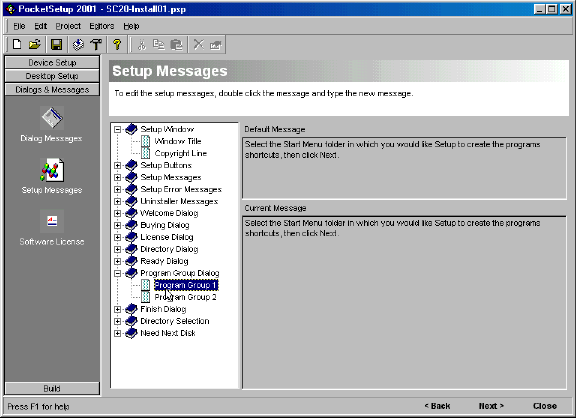 PocketSetup 2001 - SC20-Install01.psp
File Edit Project Egitors Help
Device Setup
Desktop Setup
Dialogs & Messages
Dialog Messages
Setup Messages
Software License
Build
Setup Messages
To edit the setup messages, double click the message and type the new message.
Setup Window
Window Title
Copyright Line
Setup Buttons
Setup Messages
Setup Error Messages
Uninstaller Messages
Welcome Dialog
Buying Dialog
License Dialog
Directory Dialog
Ready Dialog
Program Group Dialog
Program Group 1
Program Group 2
Finish Dialog
Directory Selection
Need Next Disk
Default Message
Select the Start Menu folder in which you would like Setup to create the programs
shortcuts, then click Next.
Current Message
Select the Start Menu folder in which you would like Setup to create the programs
shortcuts, then click Next.
Press F1 for help
< Back Next > Close